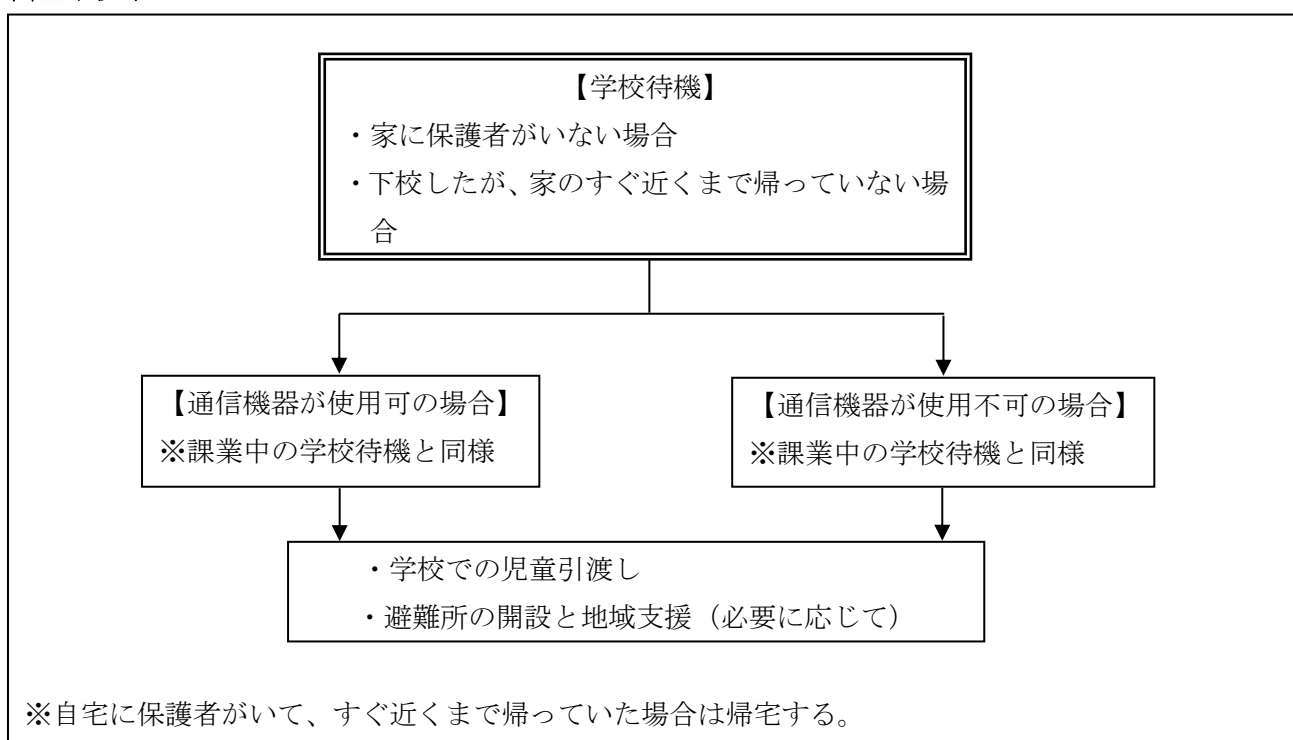 【学校待機】
・家に保護者がいない場合
・下校したが、家のすぐ近くまで帰っていない場
合
【通信機器が使用可の場合】
※課業中の学校待機と同様
【通信機器が使用不可の場合】
※課業中の学校待機と同様
・学校での児童引渡し
・避難所の開設と地域支援（必要に応じて）
※自宅に保護者がいて、すぐ近くまで帰っていた場合は帰宅する。